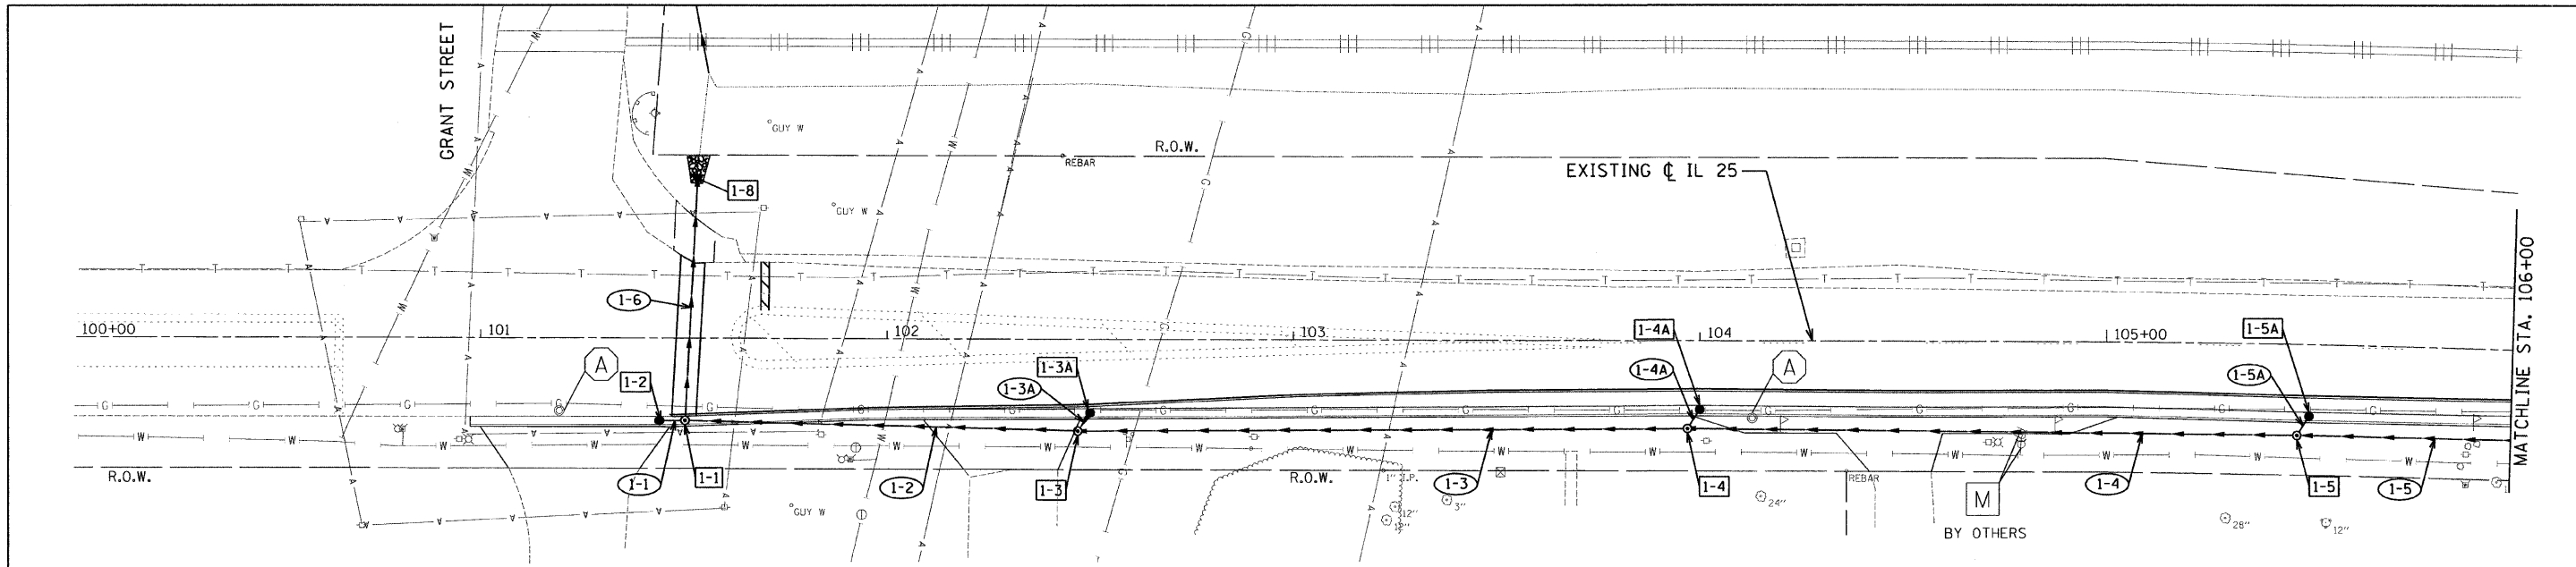 GRANT STREET
GUY W
REBAR
R.O.W.
EXISTING ℄ IL 25
1-8
GUY W
MATCHLINE STA. 106+00
1-6
100+00
101
102
103
104
105+00
1-4A
1-5A
A
1-2
1-3A
1-3A
1-4A
A
1-5A
R.O.W.
1-1
1-1
1-2
1-3
R.O.W.
1" I.P.
1-3
1-4
REBAR
M
1-4
1-5
1-5
GUY W
12"
3"
24"
28"
12"
BY OTHERS